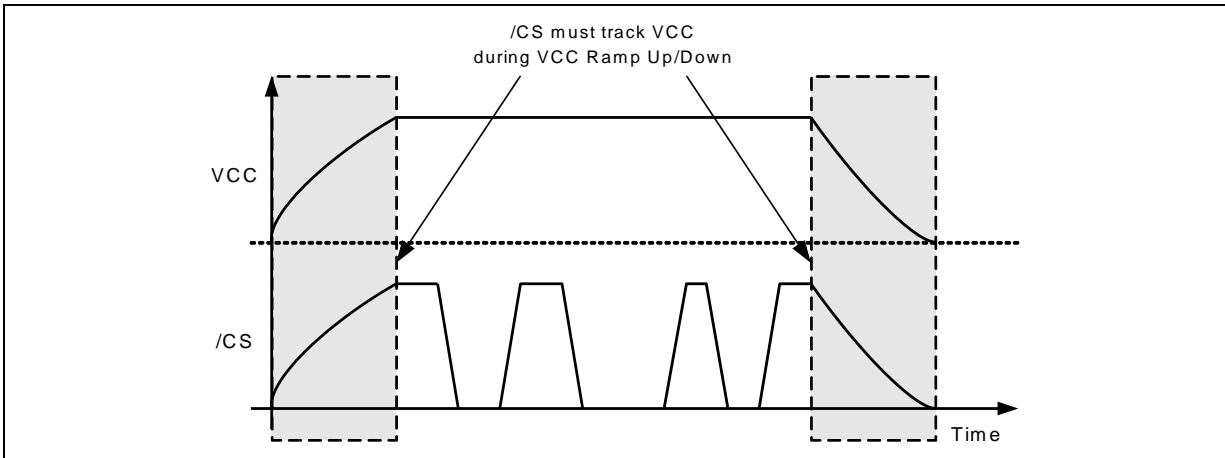 /CS must track VCC
during VCC Ramp Up/Down
VCC
/CS
Time